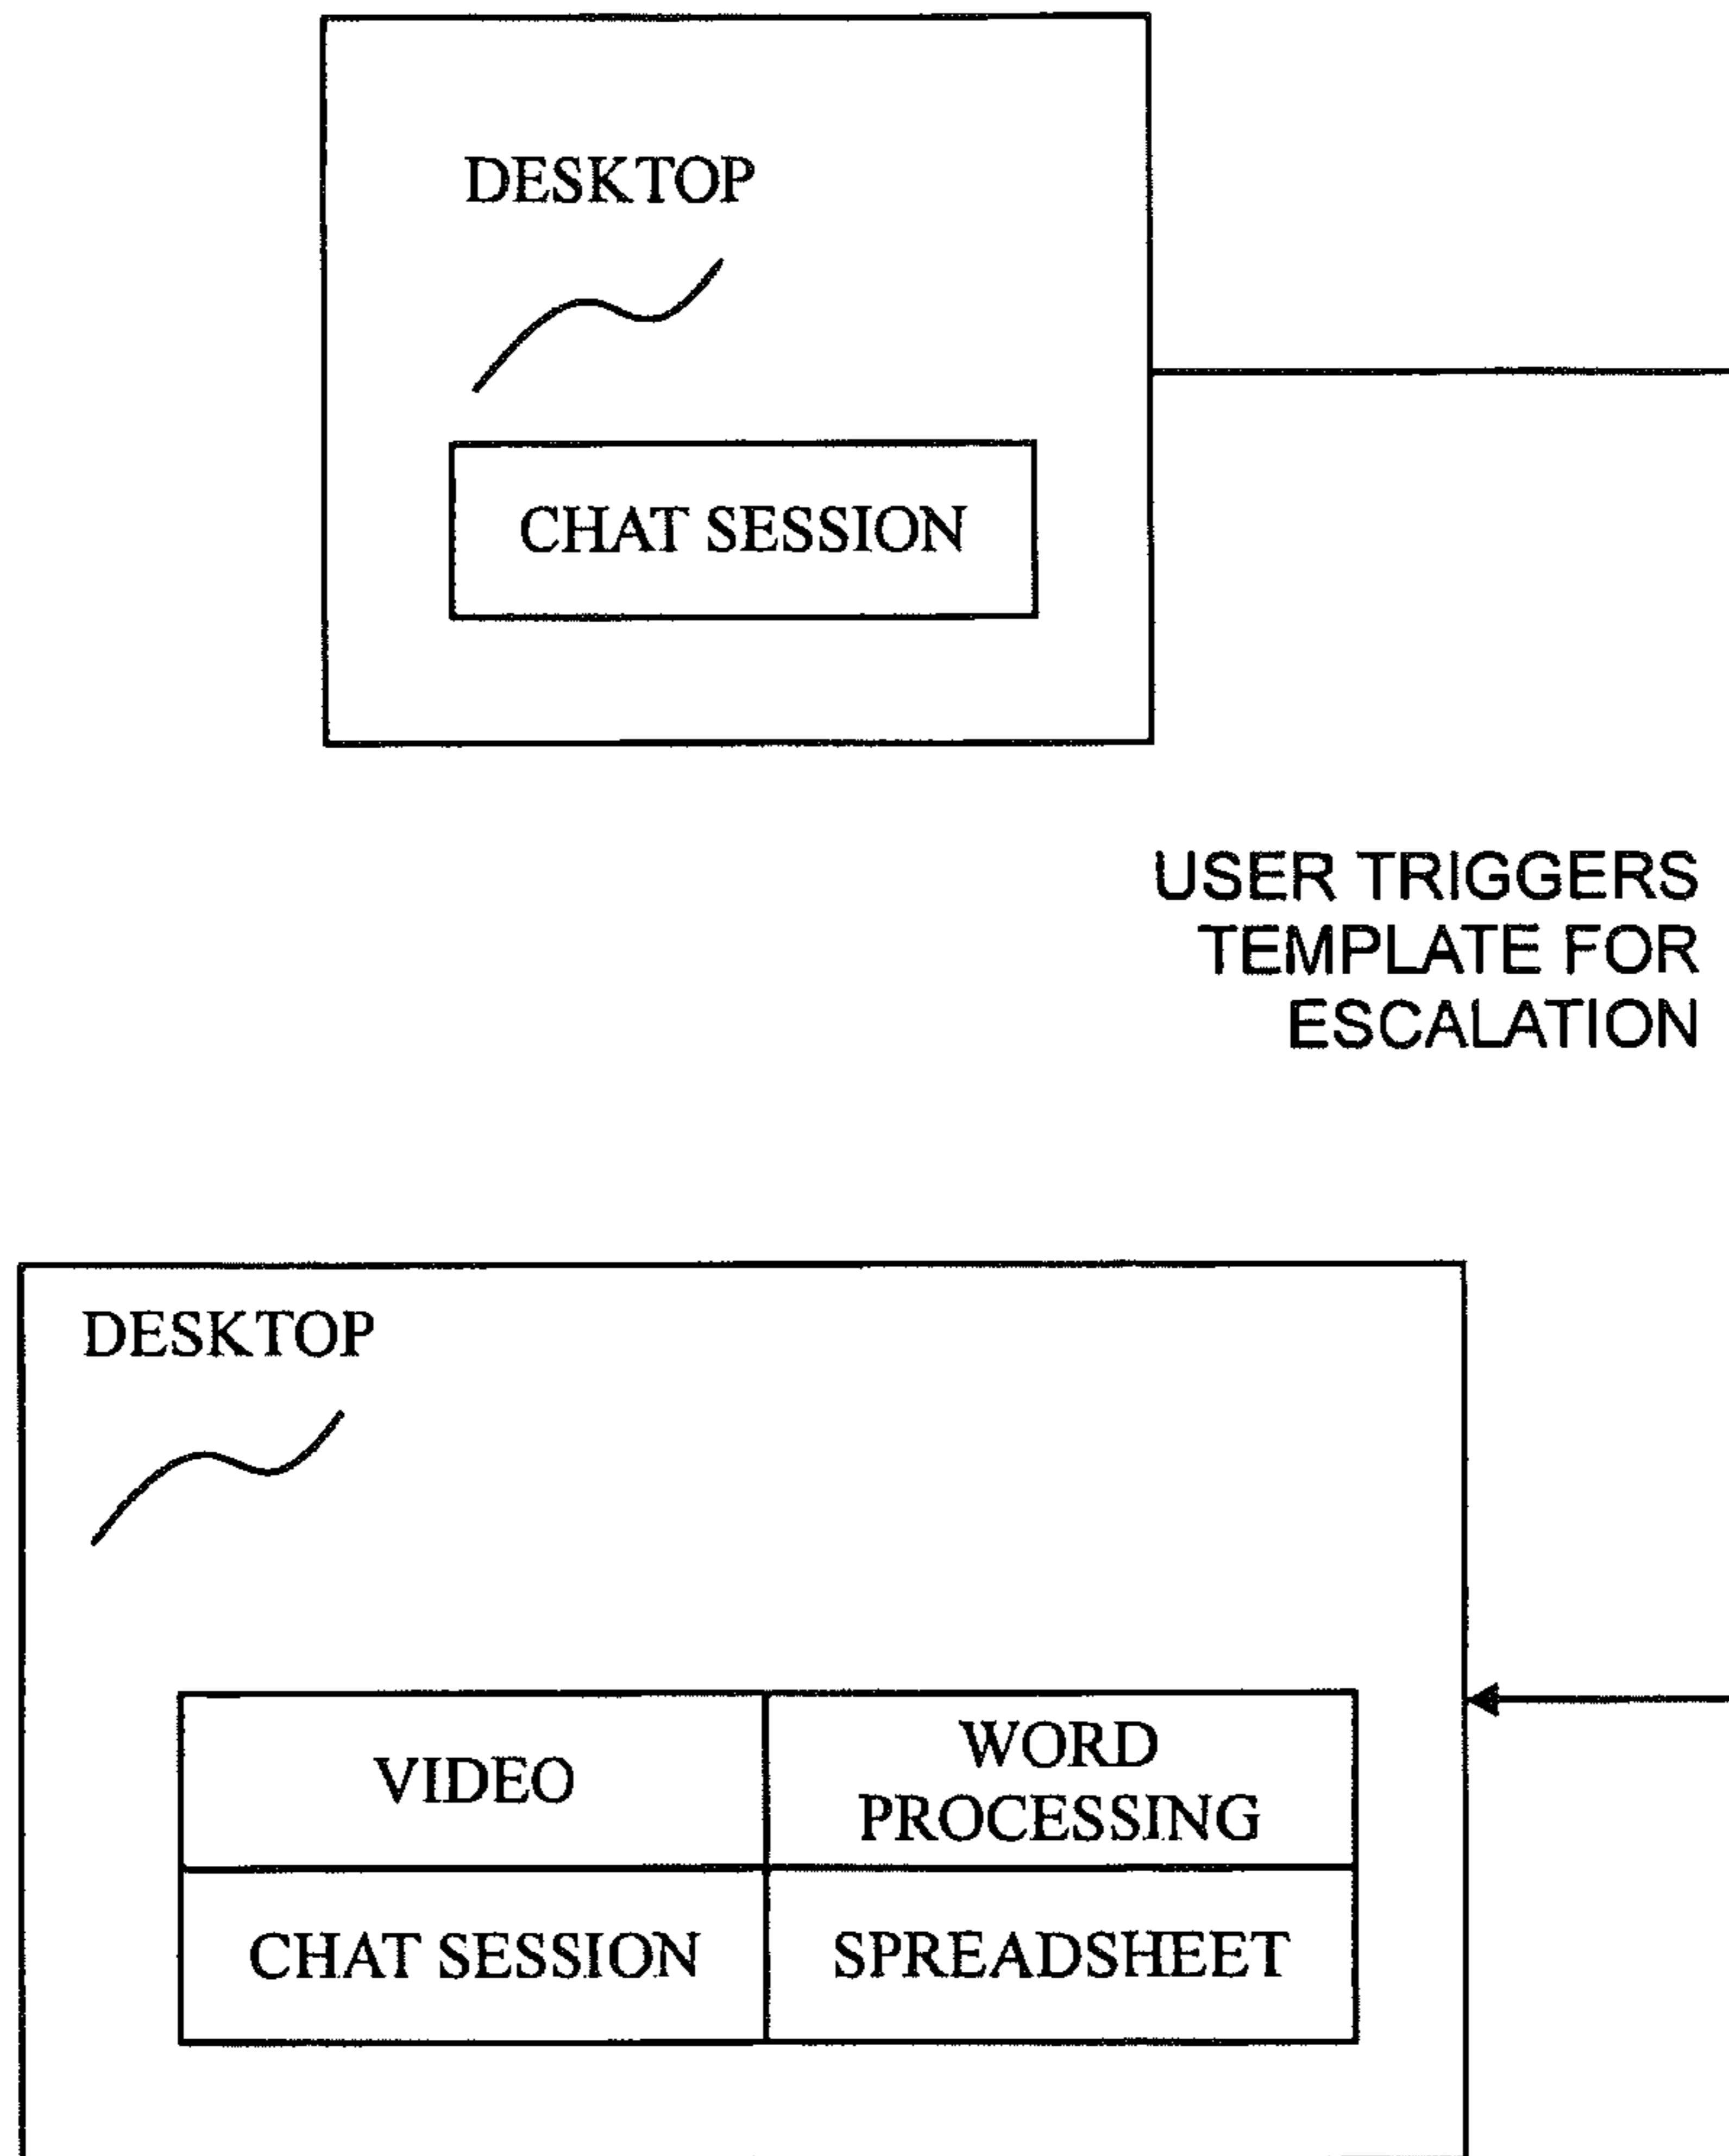 DESKTOP
CHAT SESSION
USER TRIGGERS
TEMPLATE FOR
ESCALATION
DESKTOP
VIDEO
WORD
PROCESSING
CHAT SESSION
SPREADSHEET